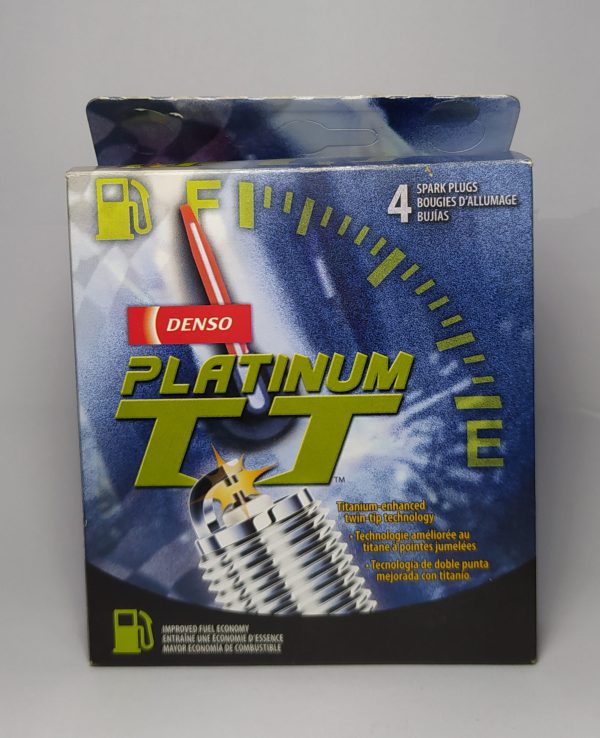 F
4
SPARK PLUGS
BOUGIES D'ALLUMAGE
BUJÍAS
DENSO
PLATINUM
TT™
E
Titanium-enhanced
twin-tip technology
• Technologie améliorée au
titane à pointes jumelées
• Tecnología de doble punta
mejorada con titanio
IMPROVED FUEL ECONOMY
ENTRAÎNE UNE ÉCONOMIE D'ESSENCE
MAYOR ECONOMÍA DE COMBUSTIBLE